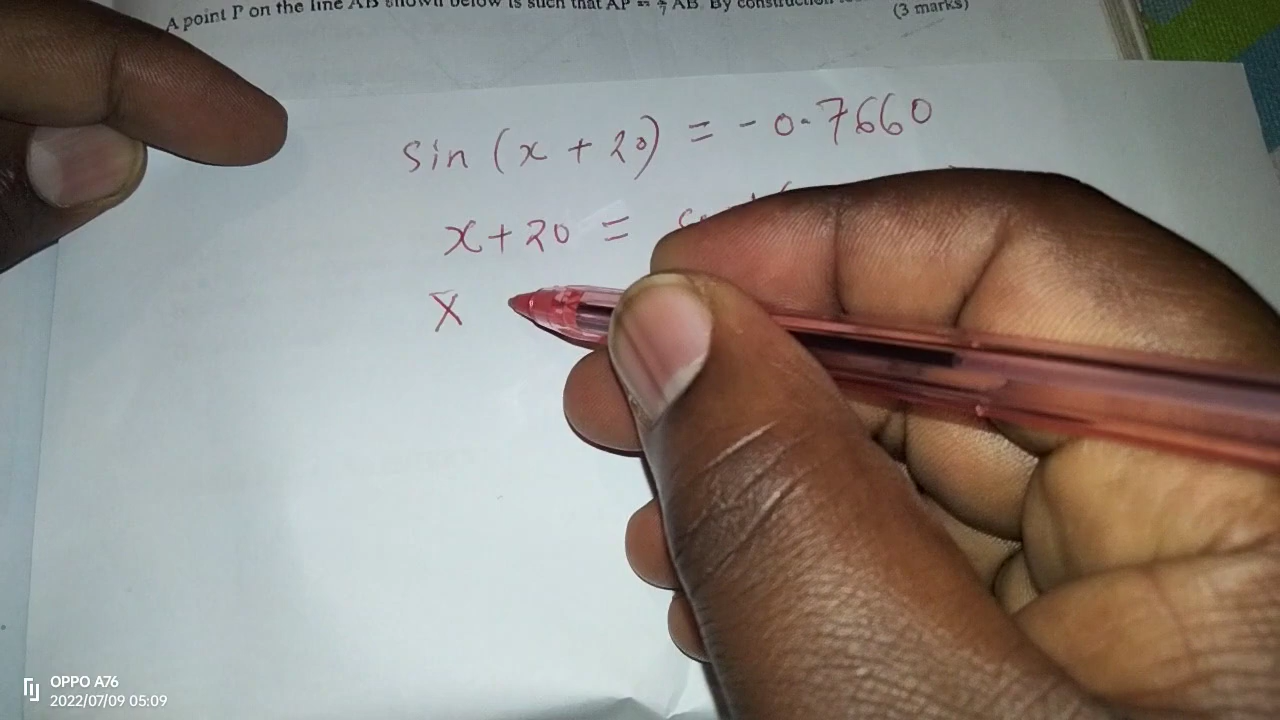 A point P on the line AB shown below is such that AP = AB. By construction
(3 marks)
sin (x + 20) = - 0.7660
x + 20 =
x
OPPO A76
2022/07/09 05:09